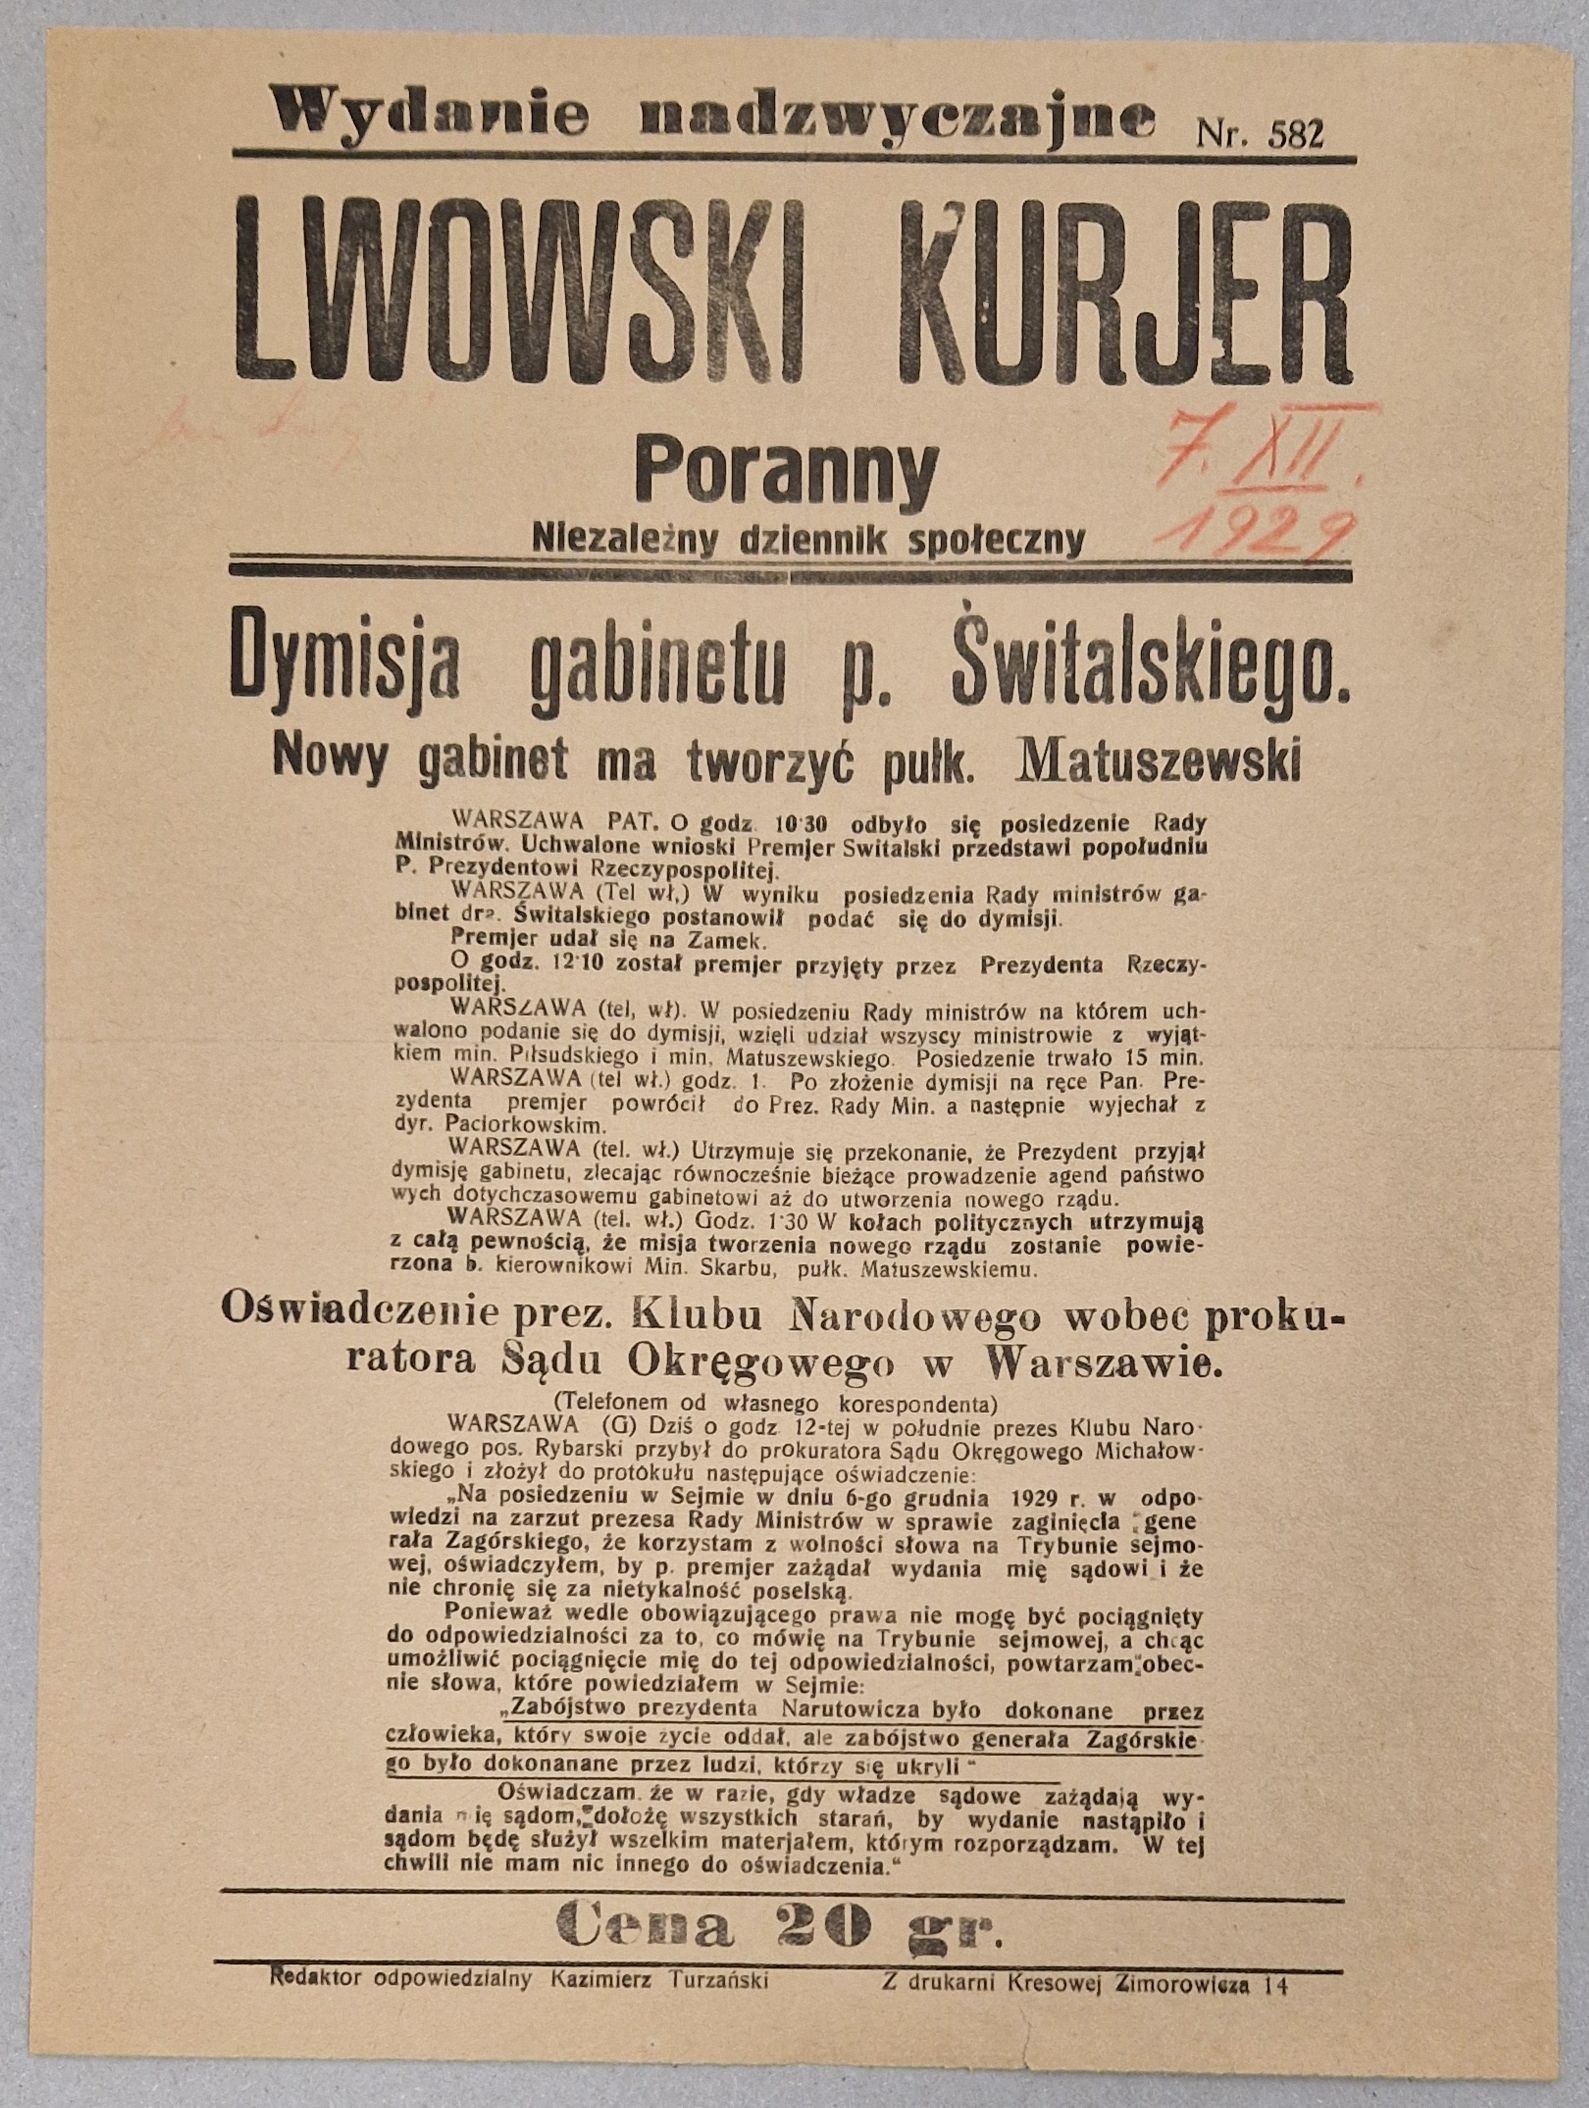 Wydanie nadzwyczajne Nr. 582
LWOWSKI KURJER
7. XII.
1929
Poranny
Niezależny dziennik społeczny
Dymisja gabinetu p. Świtalskiego.
Nowy gabinet ma tworzyć pułk. Matuszewski
WARSZAWA PAT. O godz. 10·30 odbyło się posiedzenie Rady
Ministrów. Uchwalone wnioski Premjer Switalski przedstawi popołudniu
P. Prezydentowi Rzeczypospolitej.
WARSZAWA (Tel wł,) W wyniku posiedzenia Rady ministrów ga-
binet dra. Świtalskiego postanowił podać się do dymisji.
Premjer udał się na Zamek.
O godz. 12·10 został premjer przyjęty przez Prezydenta Rzeczy-
pospolitej.
WARSZAWA (tel, wł). W posiedzeniu Rady ministrów na którem uch-
walono podanie się do dymisji, wzięli udział wszyscy ministrowie z wyjąt-
kiem min. Piłsudskiego i min, Matuszewskiego. Posiedzenie trwało 15 min.
WARSZAWA (tel wł.) godz. 1. Po złożenie dymisji na ręce Pan. Pre-
zydenta premjer powrócił do Prez. Rady Min. a następnie wyjechał z
dyr. Paciorkowskim.
WARSZAWA (tel. wł.) Utrzymuje się przekonanie, że Prezydent przyjął
dymisję gabinetu, zlecając równocześnie bieżące prowadzenie agend państwo
wych dotychczasowemu gabinetowi aż do utworzenia nowego rządu.
WARSZAWA (tel. wł.) Godz. 1·30 W kołach politycznych utrzymują
z całą pewnością, że misja tworzenia nowego rządu zostanie powie-
rzona b. kierownikowi Min. Skarbu, pułk. Matuszewskiemu.
Oświadczenie prez. Klubu Narodowego wobec proku-
ratora Sądu Okręgowego w Warszawie.
(Telefonem od własnego korespondenta)
WARSZAWA (G) Dziś o godz. 12-tej w południe prezes Klubu Naro-
dowego pos. Rybarski przybył do prokuratora Sądu Okręgowego Michałow-
skiego i złożył do protokułu następujące oświadczenie:
„Na posiedzeniu w Sejmie w dniu 6-go grudnia 1929 r. w odpo-
wiedzi na zarzut prezesa Rady Ministrów w sprawie zaginięcia gene
rała Zagórskiego, że korzystam z wolności słowa na Trybunie sejmo-
wej, oświadczyłem, by p. premjer zażądał wydania mię sądowi i że
nie chronię się za nietykalność poselską.
Ponieważ wedle obowiązującego prawa nie mogę być pociągnięty
do odpowiedzialności za to, co mówię na Trybunie sejmowej, a chcąc
umożliwić pociągnięcie mię do tej odpowiedzialności, powtarzam obec-
nie słowa, które powiedziałem w Sejmie:
„Zabójstwo prezydenta Narutowicza było dokonane przez
człowieka, który swoje życie oddał, ale zabójstwo generała Zagórskie-
go było dokonanane przez ludzi, którzy się ukryli“
Oświadczam. że w razie, gdy władze sądowe zażądają wy-
dania mię sądom, dołożę wszystkich starań, by wydanie nastąpiło i
sądom będę służył wszelkim materjałem, którym rozporządzam. W tej
chwili nie mam nic innego do oświadczenia.“
Cena 20 gr.
Redaktor odpowiedzialny Kazimierz Turzański Z drukarni Kresowej Zimorowicza 14